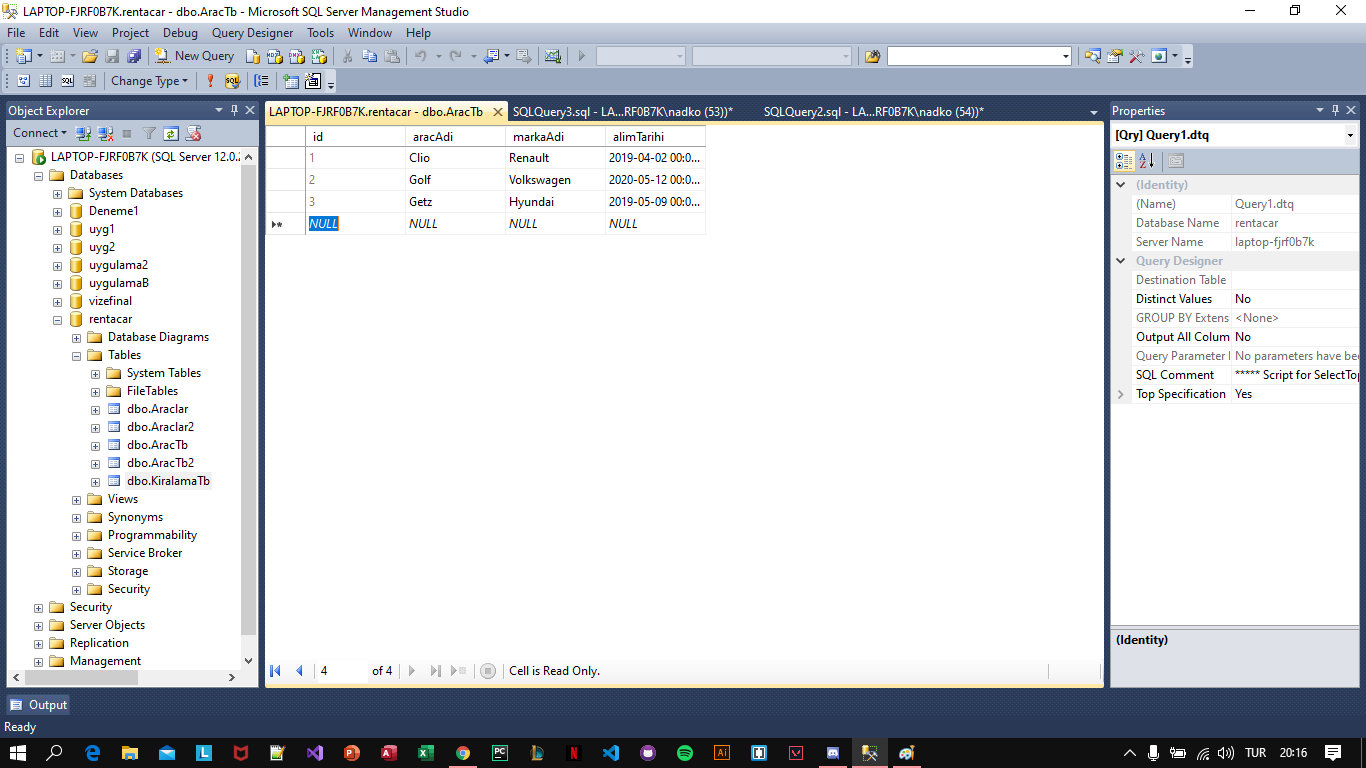 LAPTOP-FJRF0B7K.rentacar - dbo.AracTb - Microsoft SQL Server Management Studio
File Edit View Project Debug Query Designer Tools Window Help
New Query
Change Type
Object Explorer
Connect
LAPTOP-FJRF0B7K (SQL Server 12.0.2
Databases
System Databases
Deneme1
uyg1
uyg2
uygulama2
uygulamaB
vizefinal
rentacar
Database Diagrams
Tables
System Tables
FileTables
dbo.Araclar
dbo.Araclar2
dbo.AracTb
dbo.AracTb2
dbo.KiralamaTb
Views
Synonyms
Programmability
Service Broker
Storage
Security
Security
Server Objects
Replication
Management
LAPTOP-FJRF0B7K.rentacar - dbo.AracTb SQLQuery3.sql - LA...RF0B7K\nadko (53))* SQLQuery2.sql - LA...RF0B7K\nadko (54))*
id aracAdi markaAdi alimTarihi
1 Clio Renault 2019-04-02 00:0...
2 Golf Volkswagen 2020-05-12 00:0...
3 Getz Hyundai 2019-05-09 00:0...
NULL NULL NULL NULL
4 of 4 Cell is Read Only.
Properties
[Qry] Query1.dtq
(Identity)
(Name) Query1.dtq
Database Name rentacar
Server Name laptop-fjrf0b7k
Query Designer
Destination Table
Distinct Values No
GROUP BY Extens <None>
Output All Colum No
Query Parameter No parameters have bee
SQL Comment ***** Script for SelectTop
Top Specification Yes
(Identity)
Output
Ready
TUR 20:16